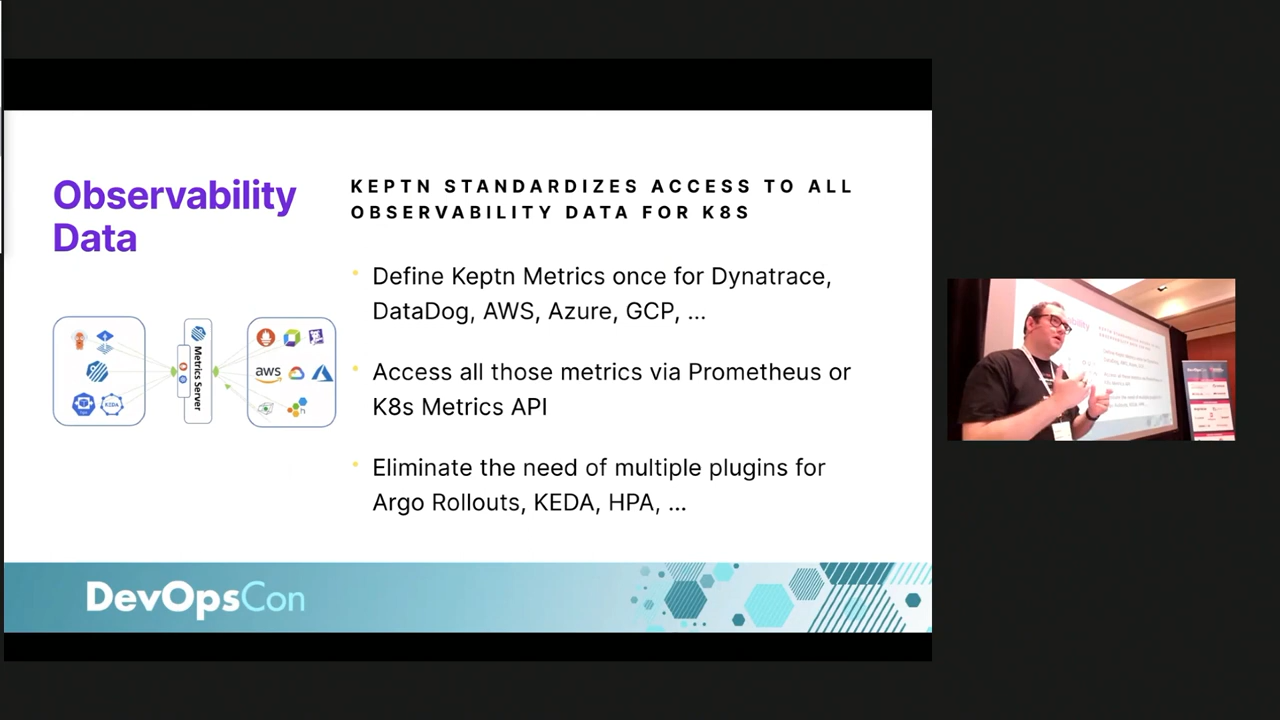 Observability
Data
KEPTN STANDARDIZES ACCESS TO ALL
OBSERVABILITY DATA FOR K8S
Define Keptn Metrics once for Dynatrace,
DataDog, AWS, Azure, GCP, ...
Access all those metrics via Prometheus or
K8s Metrics API
Eliminate the need of multiple plugins for
Argo Rollouts, KEDA, HPA, ...
Metrics Server
aws
KEDA
DevOpsCon